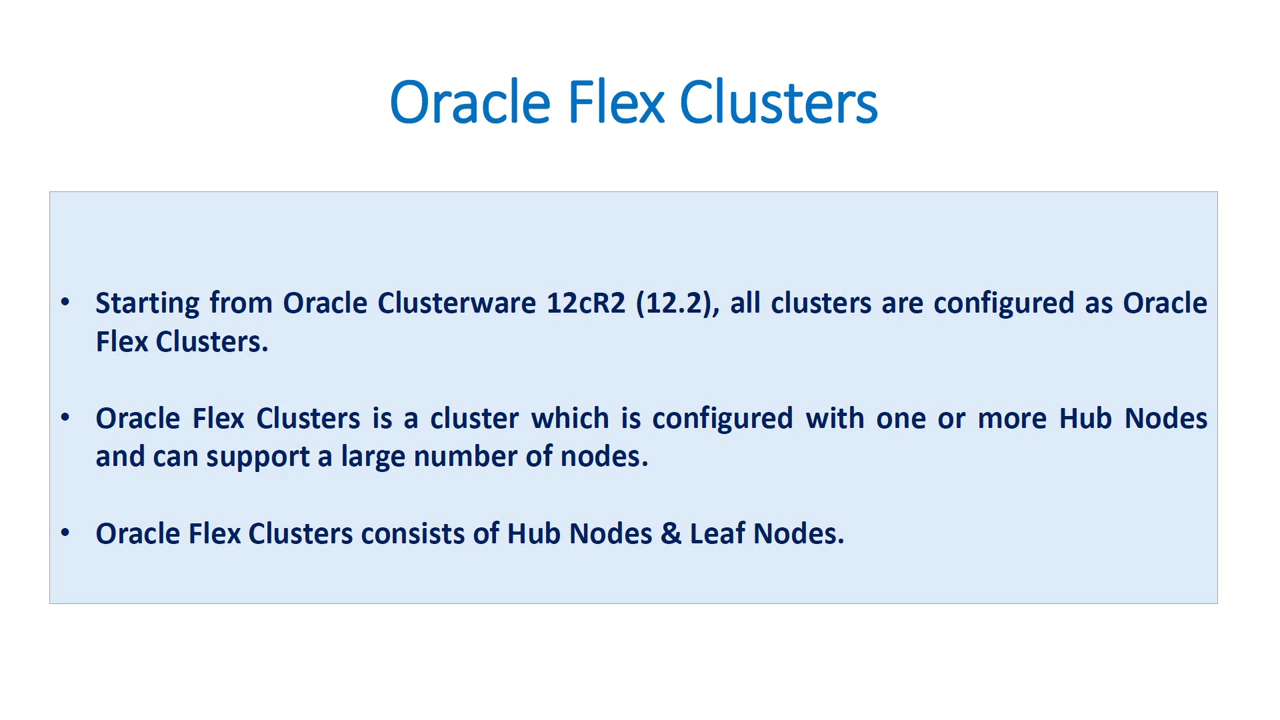 Oracle Flex Clusters
• Starting from Oracle Clusterware 12cR2 (12.2), all clusters are configured as Oracle
Flex Clusters.
• Oracle Flex Clusters is a cluster which is configured with one or more Hub Nodes
and can support a large number of nodes.
• Oracle Flex Clusters consists of Hub Nodes & Leaf Nodes.